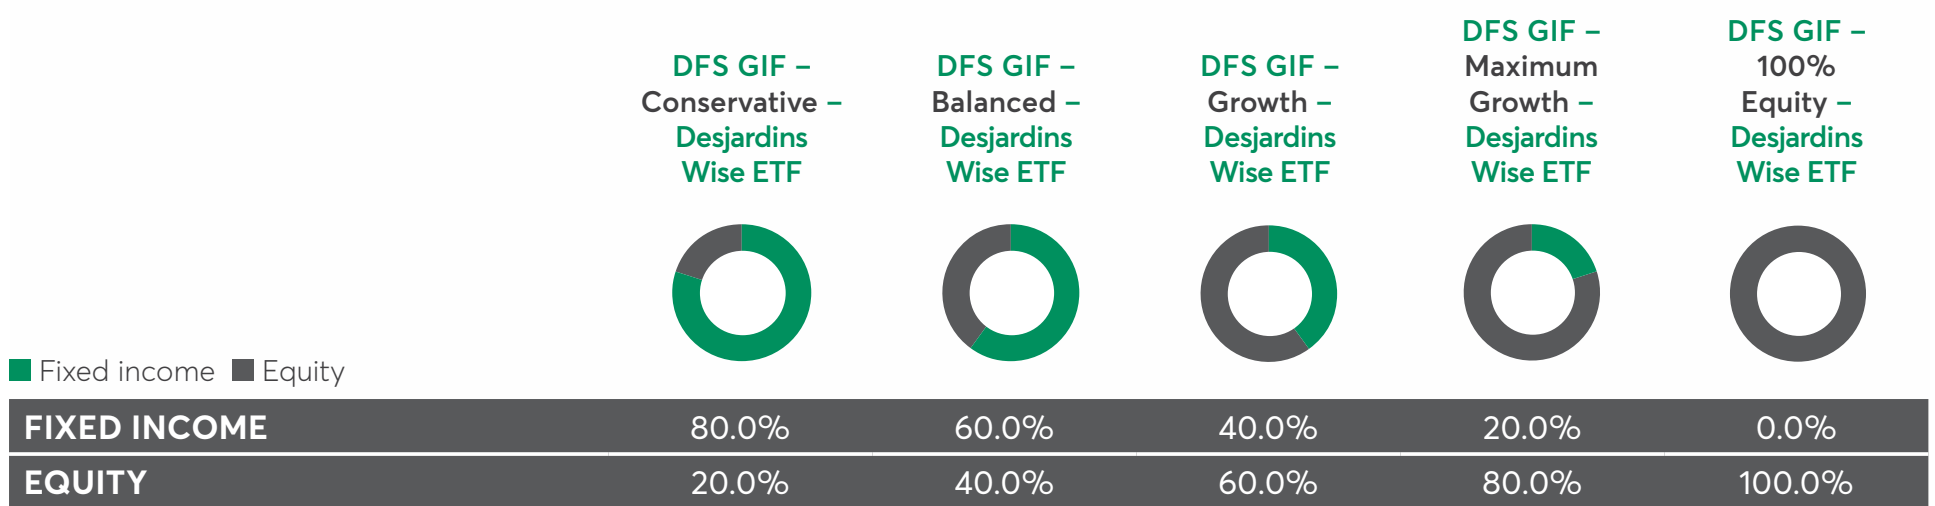 DFS GIF –
Conservative –
Desjardins
Wise ETF
DFS GIF –
Balanced –
Desjardins
Wise ETF
DFS GIF –
Growth –
Desjardins
Wise ETF
DFS GIF –
Maximum
Growth –
Desjardins
Wise ETF
DFS GIF –
100%
Equity –
Desjardins
Wise ETF
Fixed income Equity
FIXED INCOME 80.0% 60.0% 40.0% 20.0% 0.0%
EQUITY 20.0% 40.0% 60.0% 80.0% 100.0%